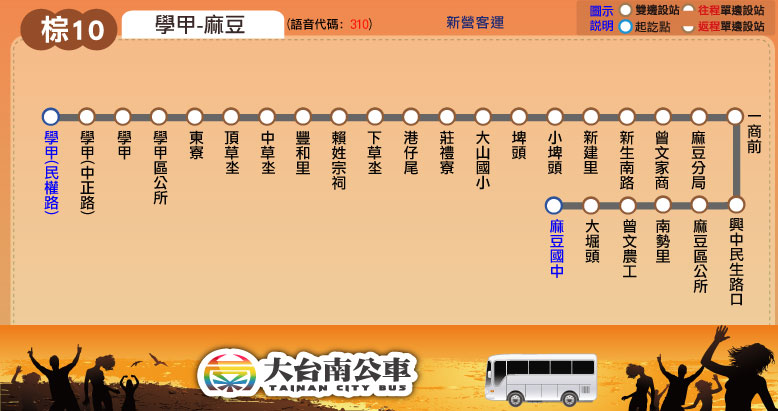 棕10
學甲-麻豆
(語音代碼：310)
新營客運
圖示說明
雙邊設站
往程單邊設站
起訖點
返程單邊設站
學甲(民權路)
學甲(中正路)
學甲
學甲區公所
東寮
頂草坔
中草坔
豐和里
賴姓宗祠
下草坔
港仔尾
莊禮寮
大山國小
埤頭
小埤頭
新建里
新生南路
曾文家商
麻豆分局
一商前
興中民生路口
麻豆區公所
南勢里
曾文農工
大堀頭
麻豆國中
大台南公車
TAINAN CITY BUS